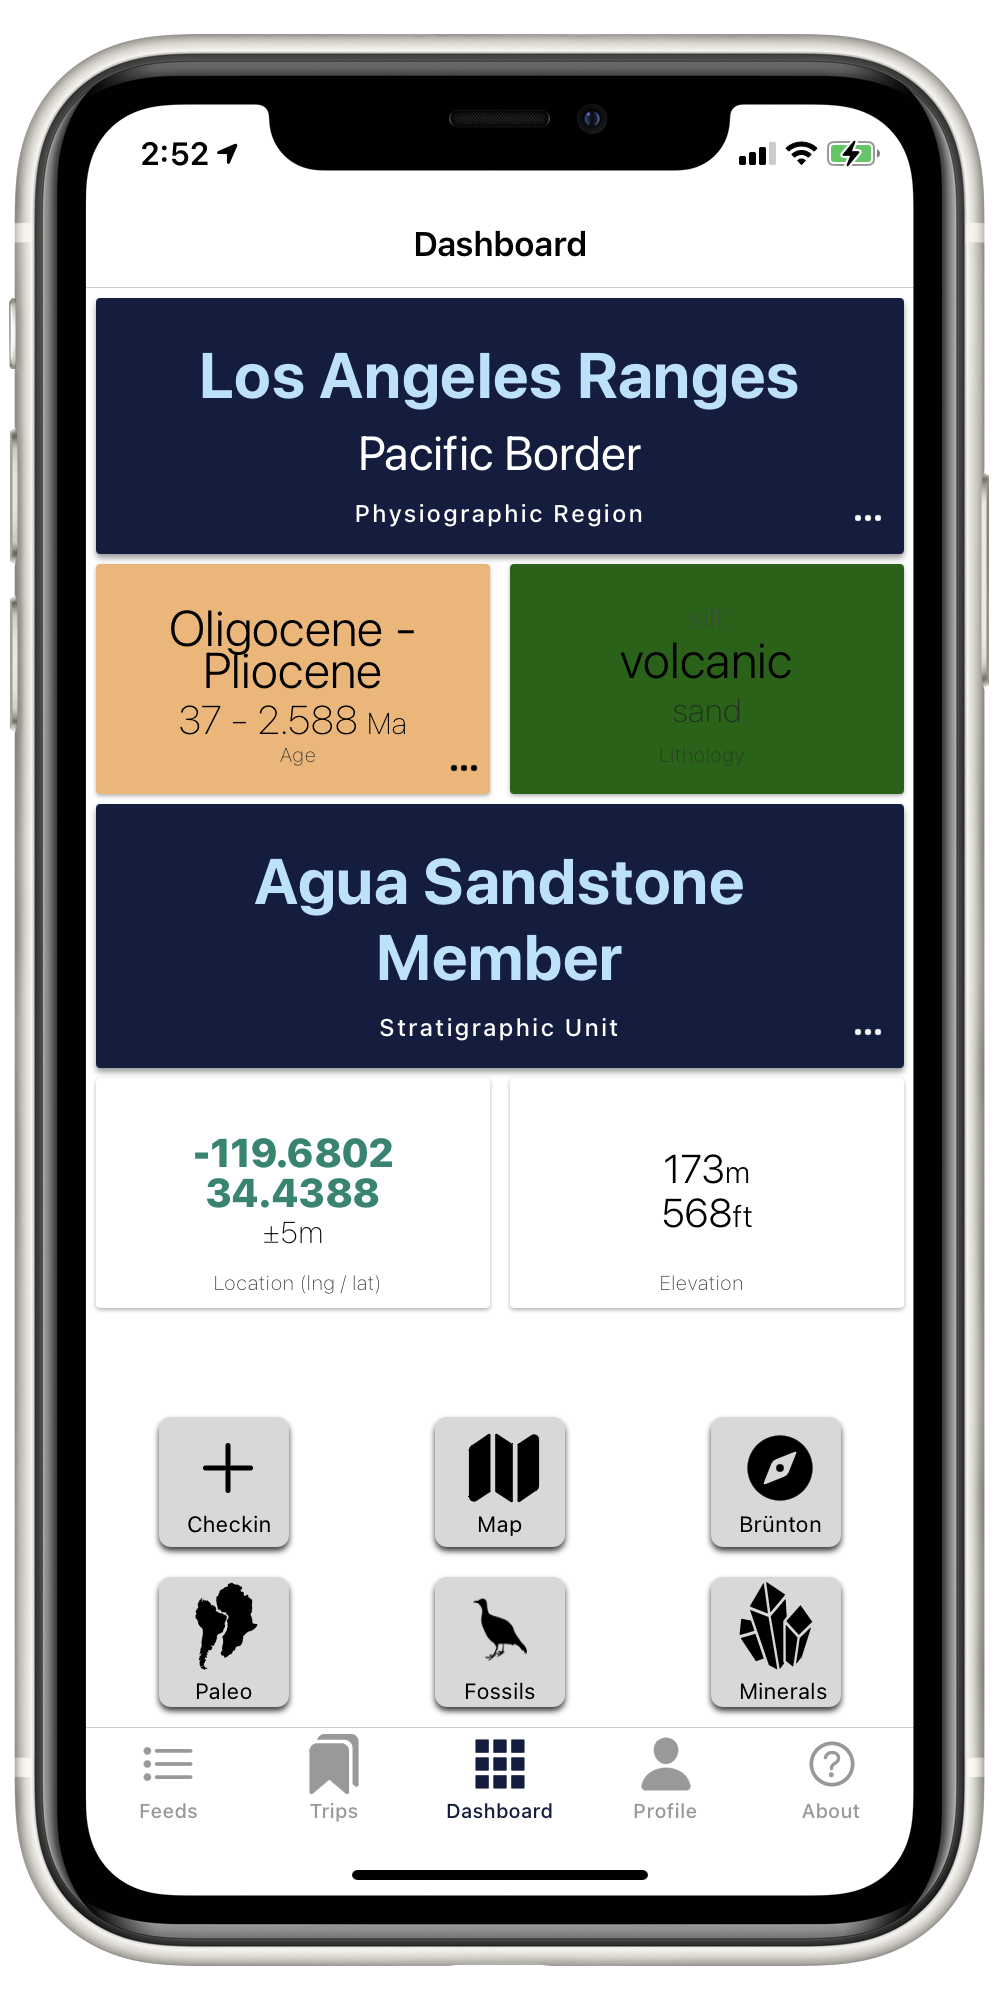 2:52
Dashboard
Los Angeles Ranges
Pacific Border
Physiographic Region
Oligocene -
Pliocene
37 - 2.588 Ma
Age
sill
volcanic
sand
Lithology
Agua Sandstone
Member
Stratigraphic Unit
-119.6802
34.4388
±5m
Location (lng / lat)
173m
568ft
Elevation
Checkin
Map
Brünton
Paleo
Fossils
Minerals
Feeds
Trips
Dashboard
Profile
About